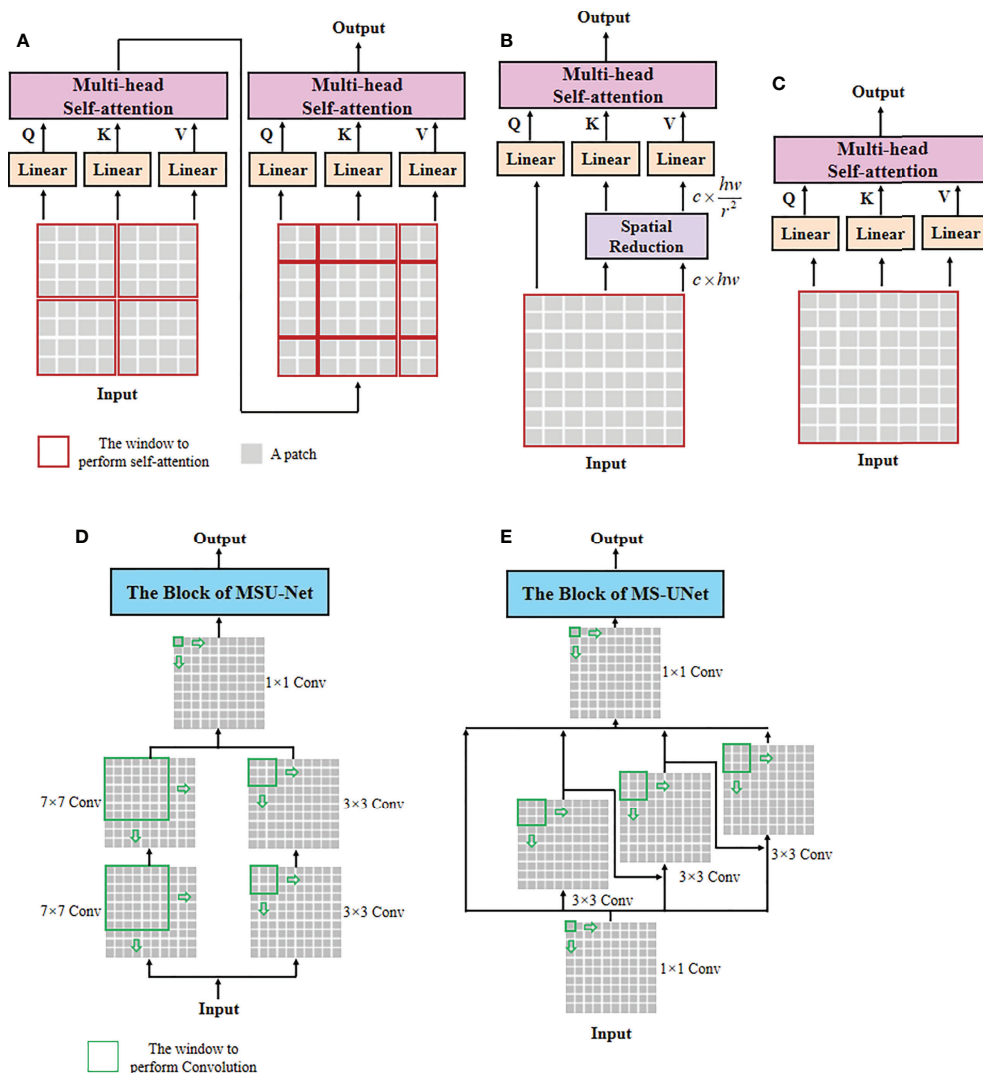 A
Output
Multi-head
Self-attention
Multi-head
Self-attention
Q K V
Q K V
Linear Linear Linear
Linear Linear Linear
Input
The window to
perform self-attention
A patch
B
Output
Multi-head
Self-attention
Q K V
Linear Linear Linear
c × hw/r²
Spatial
Reduction
c × hw
Input
C
Output
Multi-head
Self-attention
Q K V
Linear Linear Linear
Input
D
Output
The Block of MSU-Net
1×1 Conv
7×7 Conv
3×3 Conv
7×7 Conv
3×3 Conv
Input
The window to
perform Convolution
E
Output
The Block of MS-UNet
1×1 Conv
3×3 Conv
3×3 Conv
3×3 Conv
1×1 Conv
Input